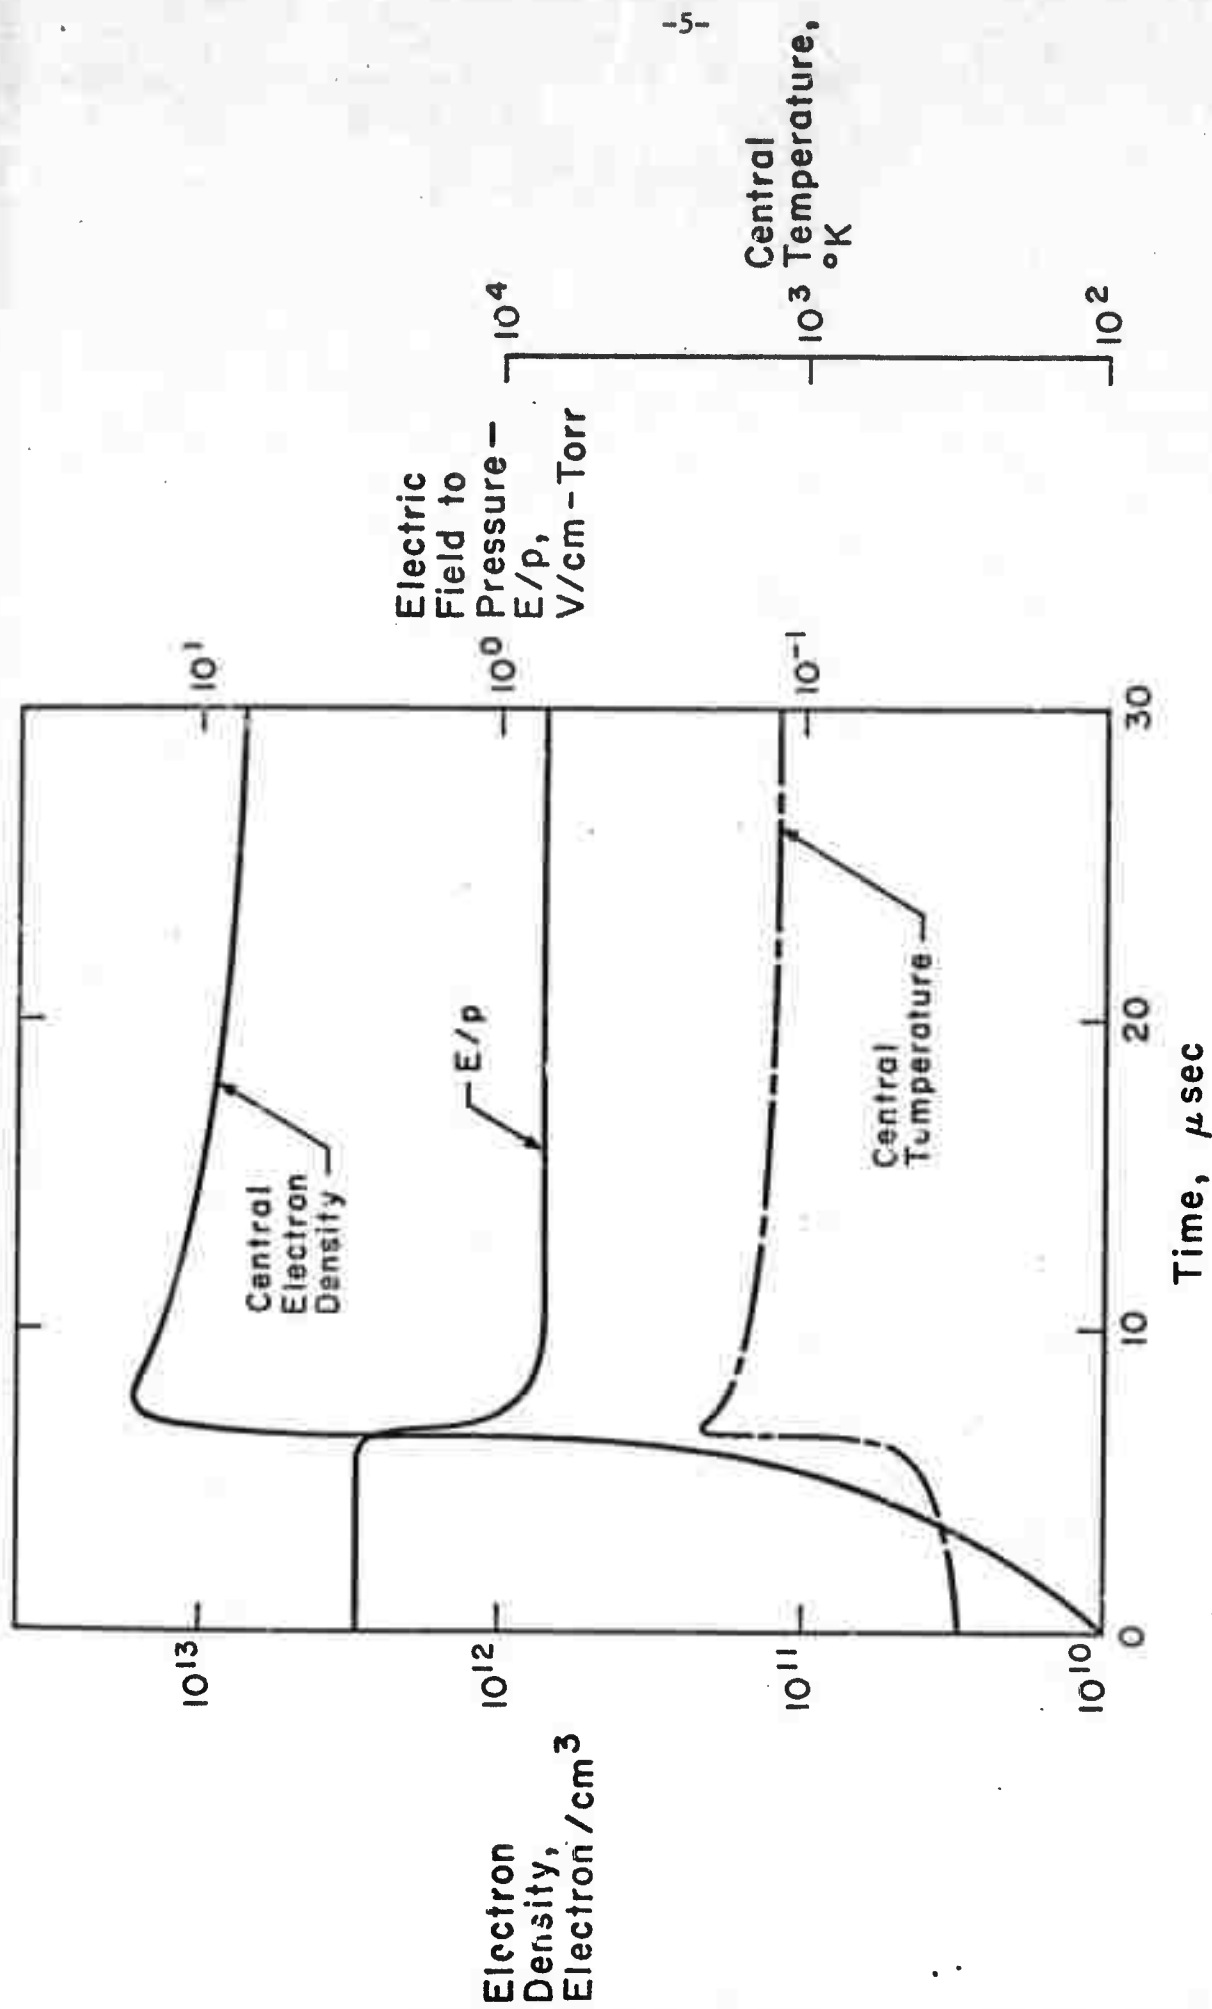 -5-
Electron
Density,
Electron/cm³
10¹³
10¹²
10¹¹
10¹⁰
0
10
20
30
Time, μsec
Central
Electron
Density
E/p
Central
Temperature
10¹
10⁰
10⁻¹
Electric
Field to
Pressure –
E/p,
V/cm-Torr
10⁴
10³
10²
Central
Temperature,
°K